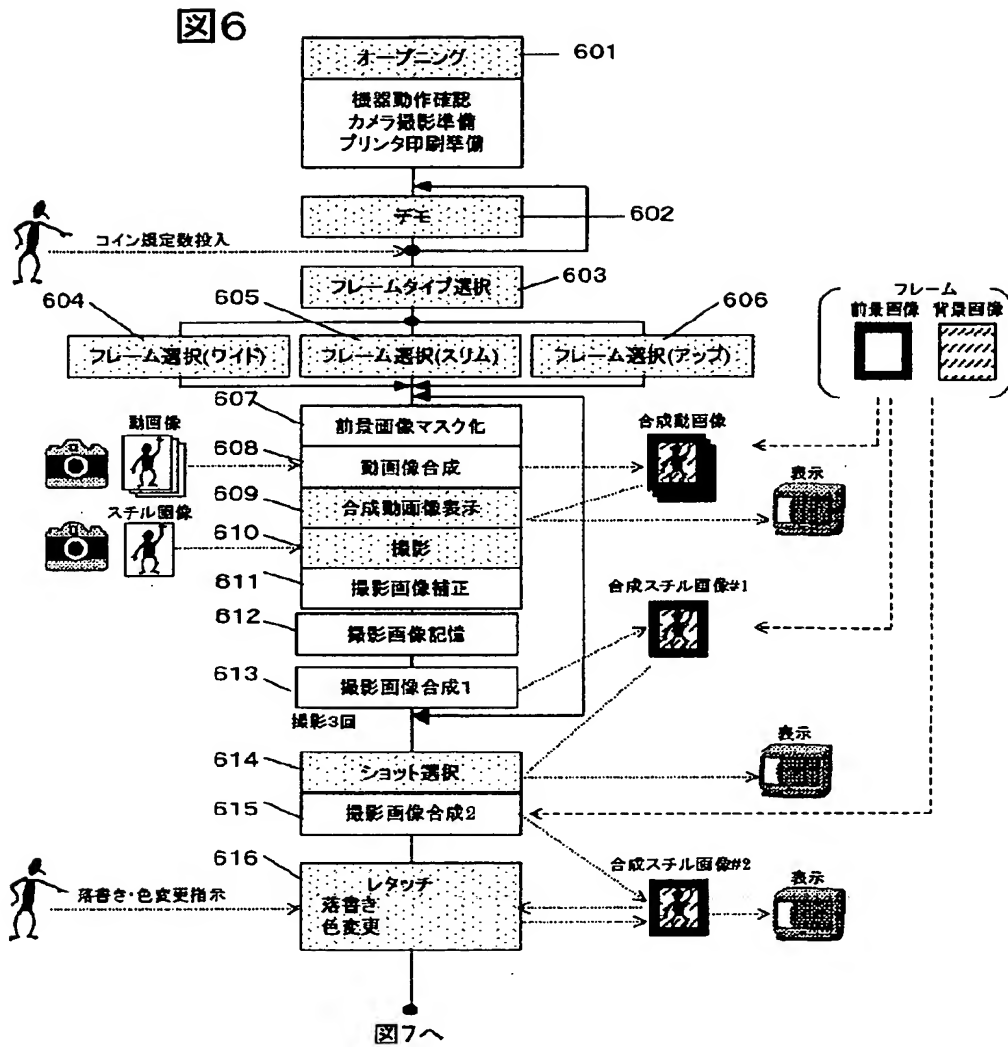 図6
オープニング
601
機器動作確認
カメラ撮影準備
プリンタ印刷準備
デモ
602
コイン規定数投入
フレームタイプ選択
603
604
605
606
フレーム選択(ワイド)
フレーム選択(スリム)
フレーム選択(アップ)
フレーム
前景画像
背景画像
607
前景画像マスク化
動画像
608
動画像合成
合成動画像
609
合成動画像表示
表示
スチル画像
610
撮影
611
撮影画像補正
合成スチル画像#1
612
撮影画像記憶
613
撮影画像合成1
撮影3回
614
ショット選択
表示
615
撮影画像合成2
616
レタッチ
落書き
色変更
落書き・色変更指示
合成スチル画像#2
表示
図7へ